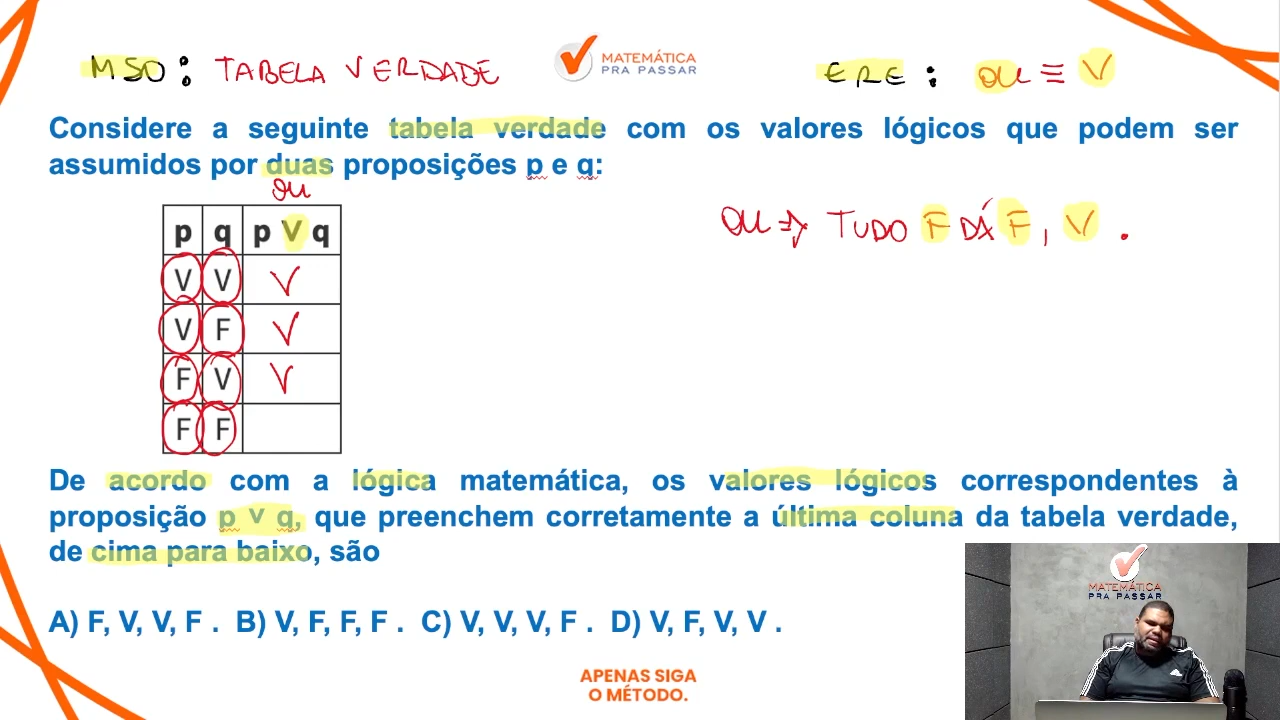 MSO: TABELA VERDADE
MATEMÁTICA
PRA PASSAR
ERE: OU ≡ V
Considere a seguinte tabela verdade com os valores lógicos que podem ser
assumidos por duas proposições p e q:
OU
p q p V q
V V V
V F V
F V V
F F
OU => TUDO F DÁ F, V .
De acordo com a lógica matemática, os valores lógicos correspondentes à
proposição p ∨ q, que preenchem corretamente a última coluna da tabela verdade,
de cima para baixo, são
A) F, V, V, F . B) V, F, F, F . C) V, V, V, F . D) V, F, V, V .
APENAS SIGA
O MÉTODO.
MATEMÁTICA
PRA PASSAR